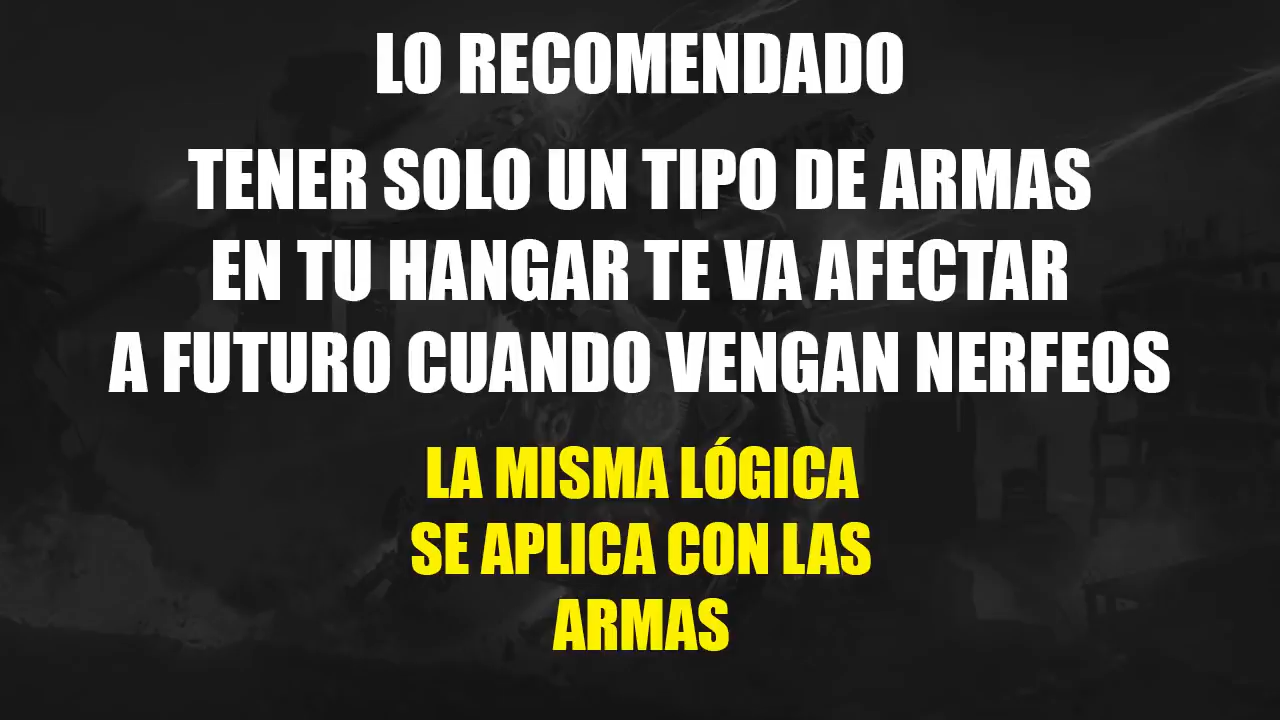 LO RECOMENDADO
TENER SOLO UN TIPO DE ARMAS
EN TU HANGAR TE VA AFECTAR
A FUTURO CUANDO VENGAN NERFEOS
LA MISMA LÓGICA
SE APLICA CON LAS
ARMAS